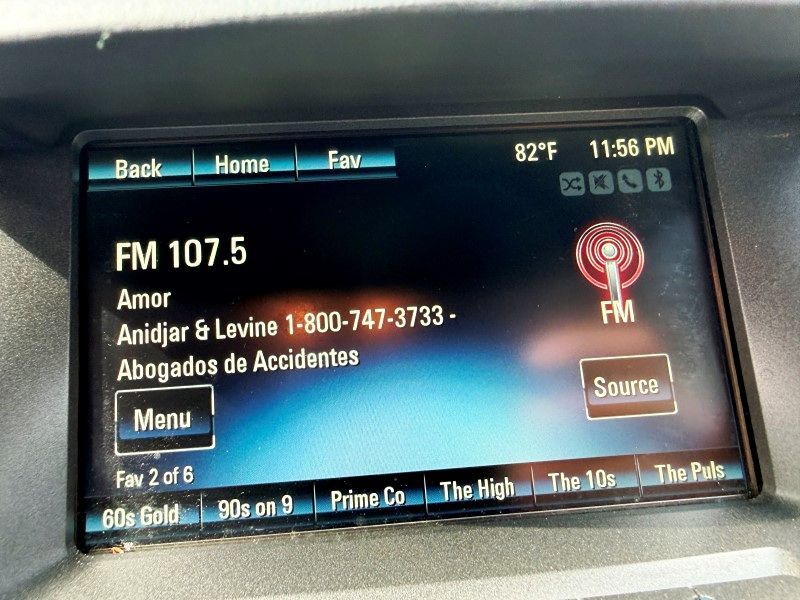 Back Home Fav 82°F 11:56 PM
FM 107.5
Amor
Anidjar & Levine 1-800-747-3733 -
Abogados de Accidentes
FM
Menu
Source
Fav 2 of 6
60s Gold 90s on 9 Prime Co The High The 10s The Puls